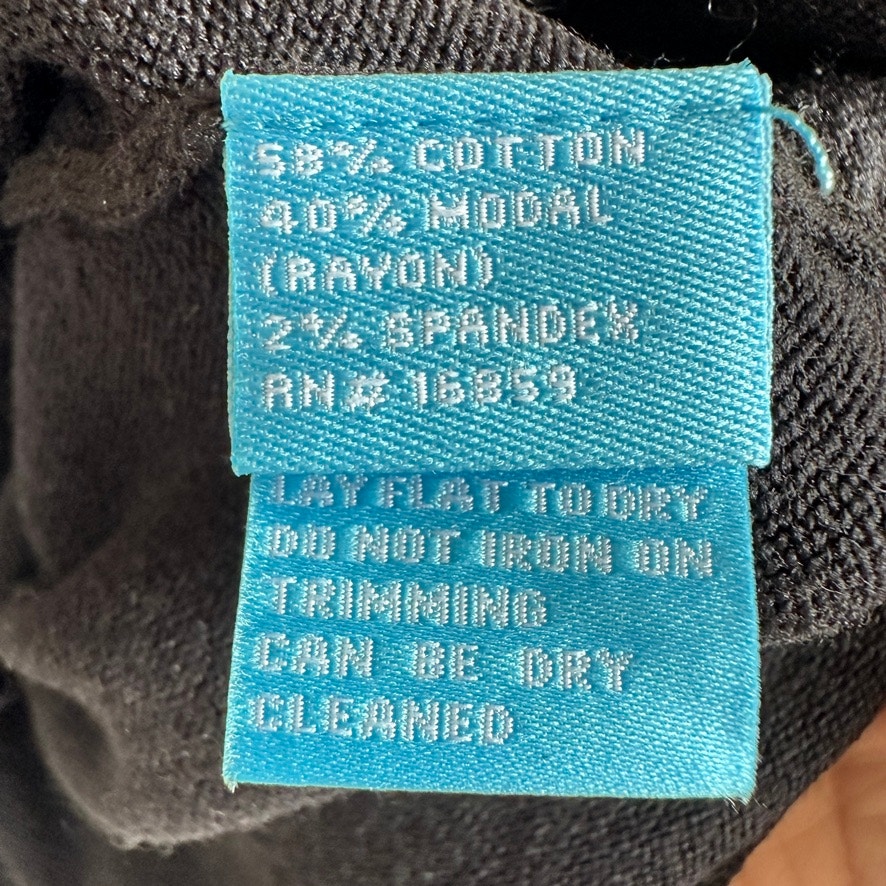 58% COTTON
40% MODAL
(RAYON)
2% SPANDEX
RN# 16859
LAY FLAT TO DRY
DO NOT IRON ON
TRIMMING
CAN BE DRY
CLEANED